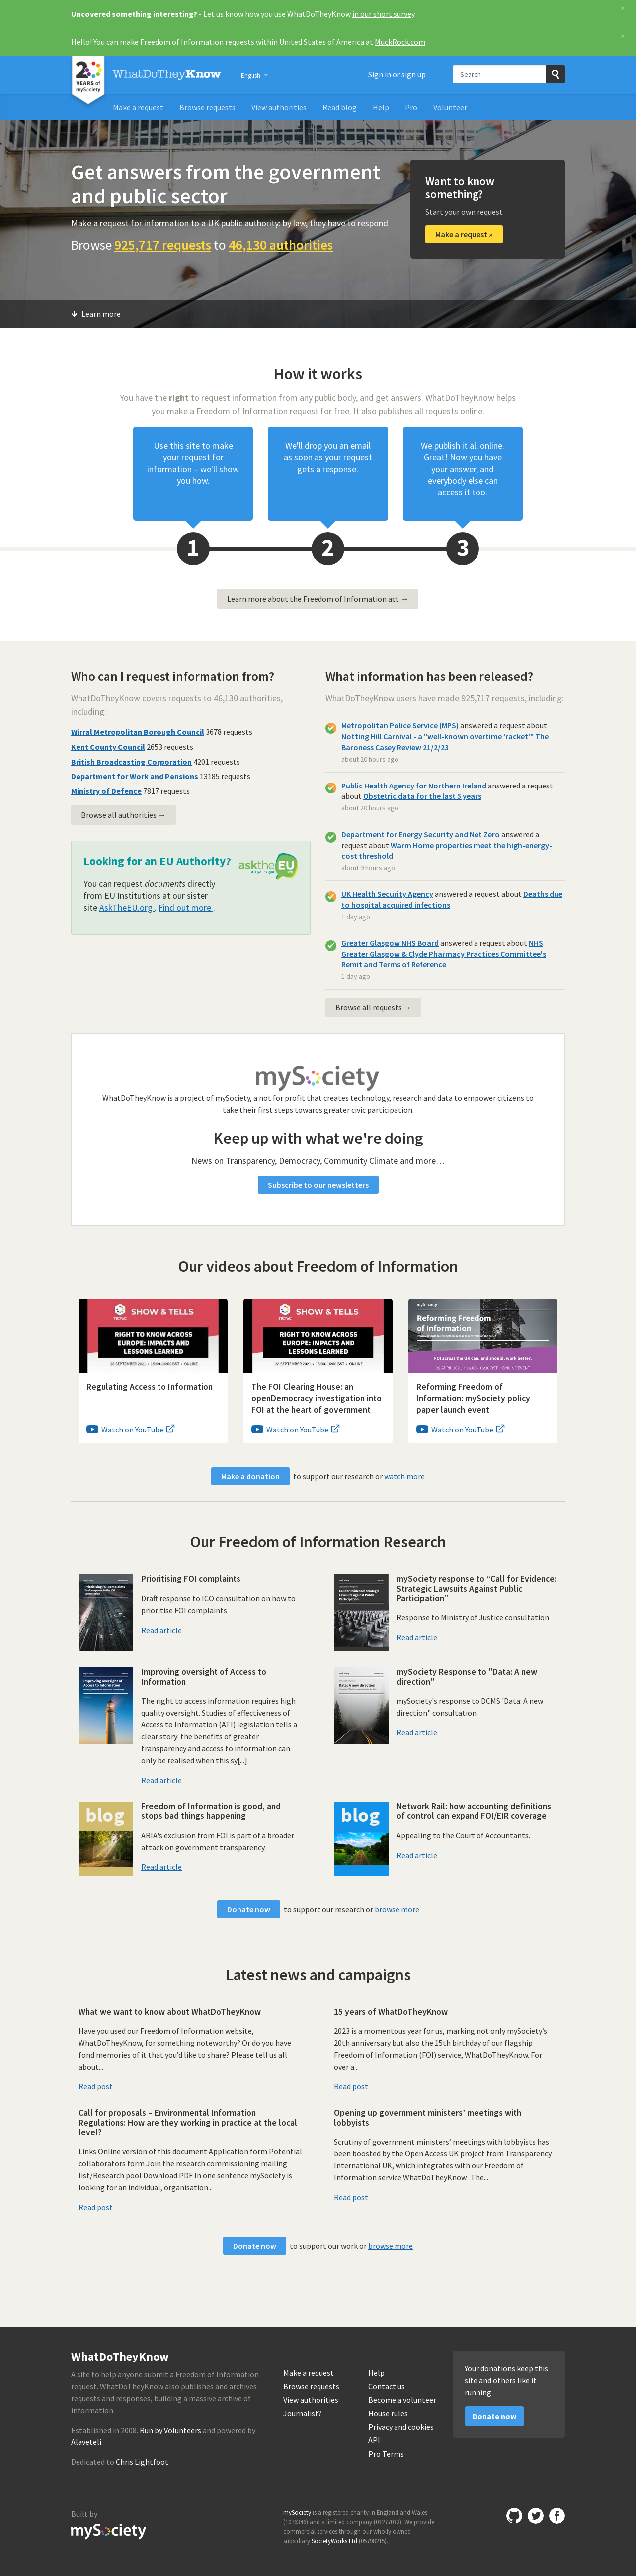 Uncovered something interesting? - Let us know how you use WhatDoTheyKnow in our short survey.
×
Hello! You can make Freedom of Information requests within United States of America at MuckRock.com
×
20 YEARS of mySociety
WhatDoTheyKnow
English
Sign in or sign up
Search
Make a request
Browse requests
View authorities
Read blog
Help
Pro
Volunteer
Get answers from the government
and public sector
Make a request for information to a UK public authority: by law, they have to respond
Browse 925,717 requests to 46,130 authorities
Want to know
something?
Start your own request
Make a request »
Learn more
How it works
You have the right to request information from any public body, and get answers. WhatDoTheyKnow helps
you make a Freedom of Information request for free. It also publishes all requests online.
Use this site to make
your request for
information – we'll show
you how.
We'll drop you an email
as soon as your request
gets a response.
We publish it all online.
Great! Now you have
your answer, and
everybody else can
access it too.
1
2
3
Learn more about the Freedom of Information act →
Who can I request information from?
WhatDoTheyKnow covers requests to 46,130 authorities,
including:
Wirral Metropolitan Borough Council 3678 requests
Kent County Council 2653 requests
British Broadcasting Corporation 4201 requests
Department for Work and Pensions 13185 requests
Ministry of Defence 7817 requests
Browse all authorities →
Looking for an EU Authority?
asktheEU
it's your right
You can request documents directly
from EU Institutions at our sister
site AskTheEU.org . Find out more .
What information has been released?
WhatDoTheyKnow users have made 925,717 requests, including:
Metropolitan Police Service (MPS) answered a request about
Notting Hill Carnival - a "well-known overtime 'racket'" The
Baroness Casey Review 21/2/23
about 20 hours ago
Public Health Agency for Northern Ireland answered a request
about Obstetric data for the last 5 years
about 20 hours ago
Department for Energy Security and Net Zero answered a
request about Warm Home properties meet the high-energy-
cost threshold
about 9 hours ago
UK Health Security Agency answered a request about Deaths due
to hospital acquired infections
1 day ago
Greater Glasgow NHS Board answered a request about NHS
Greater Glasgow & Clyde Pharmacy Practices Committee's
Remit and Terms of Reference
1 day ago
Browse all requests →
mySociety
WhatDoTheyKnow is a project of mySociety, a not for profit that creates technology, research and data to empower citizens to
take their first steps towards greater civic participation.
Keep up with what we're doing
News on Transparency, Democracy, Community Climate and more…
Subscribe to our newsletters
Our videos about Freedom of Information
TICTeC SHOW & TELLS
RIGHT TO KNOW ACROSS
EUROPE: IMPACTS AND
LESSONS LEARNED
Regulating Access to Information
Watch on YouTube
TICTeC SHOW & TELLS
RIGHT TO KNOW ACROSS
EUROPE: IMPACTS AND
LESSONS LEARNED
The FOI Clearing House: an
openDemocracy investigation into
FOI at the heart of government
Watch on YouTube
mySociety
Reforming Freedom
of Information
FOI across the UK can, and should, work better.
Reforming Freedom of
Information: mySociety policy
paper launch event
Watch on YouTube
Make a donation to support our research or watch more
Our Freedom of Information Research
Prioritising FOI complaints
Prioritising FOI complaints
Draft response to ICO consultation on how to
prioritise FOI complaints
Read article
mySociety response to “Call for Evidence:
Strategic Lawsuits Against Public
Participation”
Response to Ministry of Justice consultation
Read article
Improving oversight of
Access to Information
Improving oversight of Access to
Information
The right to access information requires high
quality oversight. Studies of effectiveness of
Access to Information (ATI) legislation tells a
clear story: the benefits of greater
transparency and access to information can
only be realised when this sy[...]
Read article
Data: A new direction
mySociety Response to "Data: A new
direction"
mySociety's response to DCMS 'Data: A new
direction" consultation.
Read article
blog
Freedom of Information is good, and
stops bad things happening
ARIA's exclusion from FOI is part of a broader
attack on government transparency.
Read article
blog
Network Rail: how accounting definitions
of control can expand FOI/EIR coverage
Appealing to the Court of Accountants.
Read article
Donate now to support our research or browse more
Latest news and campaigns
What we want to know about WhatDoTheyKnow
Have you used our Freedom of Information website,
WhatDoTheyKnow, for something noteworthy? Or do you have
fond memories of it that you'd like to share? Please tell us all
about...
Read post
15 years of WhatDoTheyKnow
2023 is a momentous year for us, marking not only mySociety's
20th anniversary but also the 15th birthday of our flagship
Freedom of Information (FOI) service, WhatDoTheyKnow. For
over a...
Read post
Call for proposals – Environmental Information
Regulations: How are they working in practice at the local
level?
Links Online version of this document Application form Potential
collaborators form Join the research commissioning mailing
list/Research pool Download PDF In one sentence mySociety is
looking for an individual, organisation...
Read post
Opening up government ministers’ meetings with
lobbyists
Scrutiny of government ministers’ meetings with lobbyists has
been boosted by the Open Access UK project from Transparency
International UK, which integrates with our Freedom of
Information service WhatDoTheyKnow. The...
Read post
Donate now to support our work or browse more
WhatDoTheyKnow
A site to help anyone submit a Freedom of Information
request. WhatDoTheyKnow also publishes and archives
requests and responses, building a massive archive of
information.
Established in 2008. Run by Volunteers and powered by
Alaveteli.
Dedicated to Chris Lightfoot.
Make a request
Browse requests
View authorities
Journalist?
Help
Contact us
Become a volunteer
House rules
Privacy and cookies
API
Pro Terms
Your donations keep this
site and others like it
running
Donate now
Built by
mySociety
mySociety is a registered charity in England and Wales
(1076346) and a limited company (03277032). We provide
commercial services through our wholly owned
subsidiary SocietyWorks Ltd (05798215).